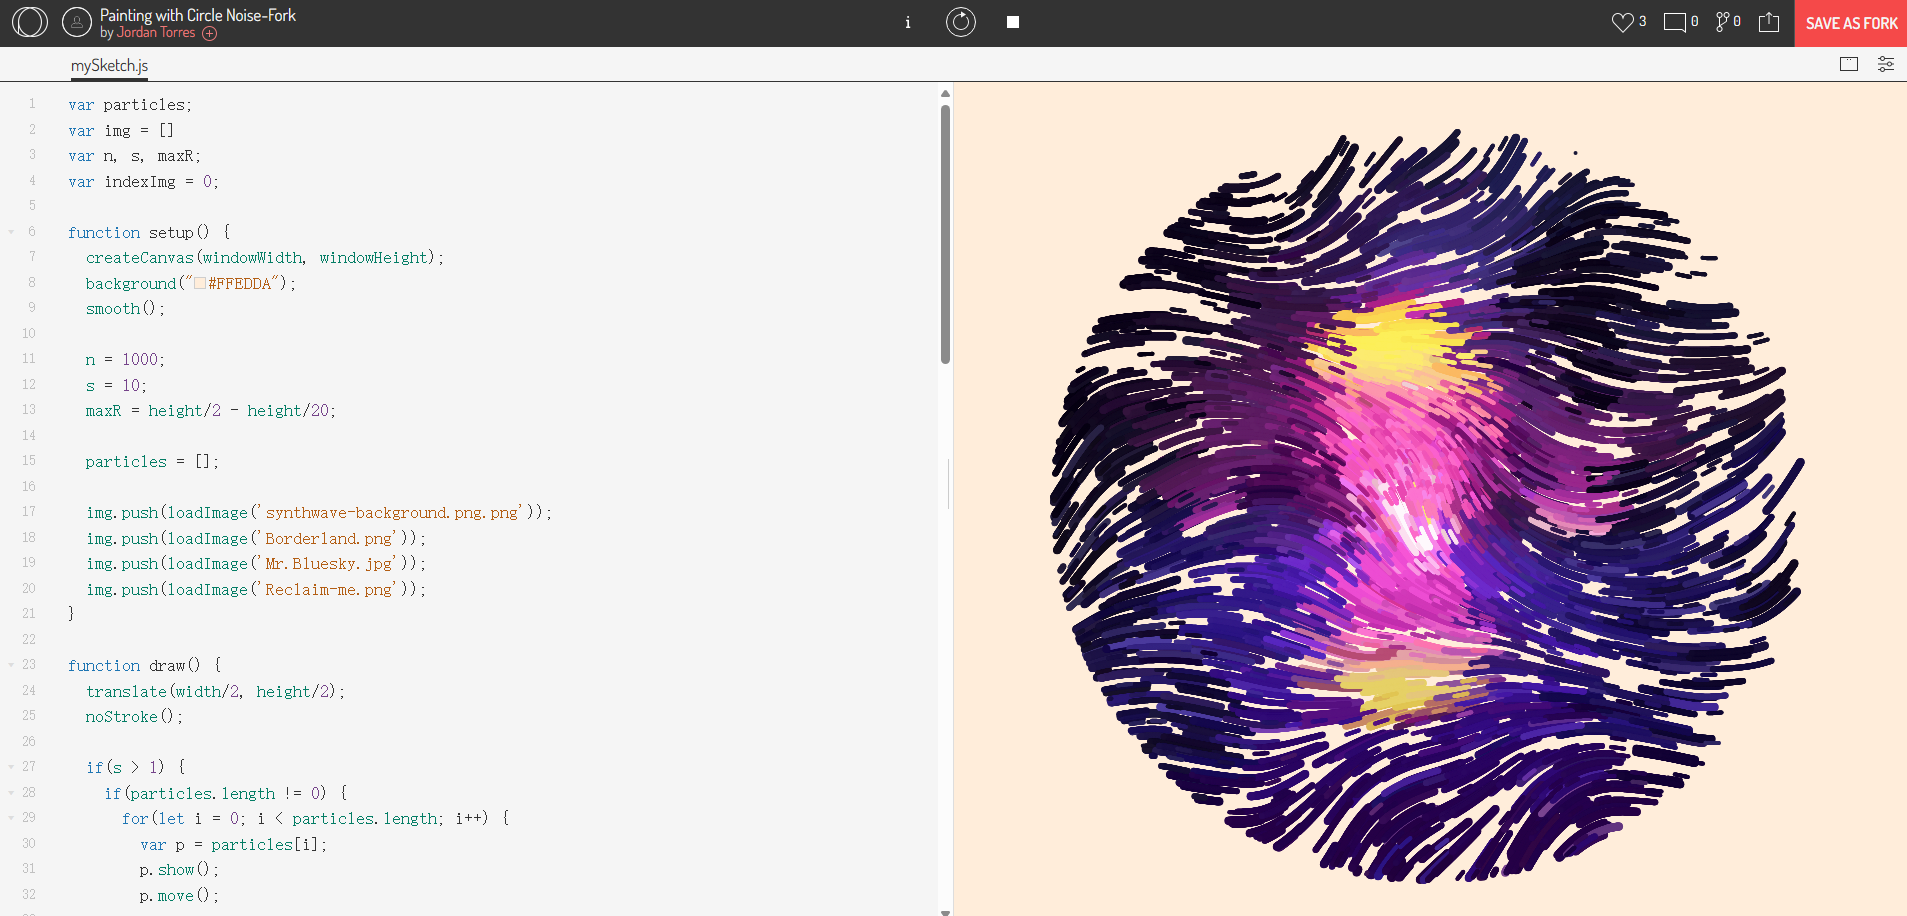 Painting with Circle Noise-Fork
by Jordan Torres
i
3
0
0
SAVE AS FORK
mySketch.js
1 var particles;
2 var img = []
3 var n, s, maxR;
4 var indexImg = 0;
5
6 function setup() {
7 createCanvas(windowWidth, windowHeight);
8 background("#FFEDDA");
9 smooth();
10
11 n = 1000;
12 s = 10;
13 maxR = height/2 - height/20;
14
15 particles = [];
16
17 img.push(loadImage('synthwave-background.png.png'));
18 img.push(loadImage('Borderland.png'));
19 img.push(loadImage('Mr.Bluesky.jpg'));
20 img.push(loadImage('Reclaim-me.png'));
21 }
22
23 function draw() {
24 translate(width/2, height/2);
25 noStroke();
26
27 if(s > 1) {
28 if(particles.length != 0) {
29 for(let i = 0; i < particles.length; i++) {
30 var p = particles[i];
31 p.show();
32 p.move();